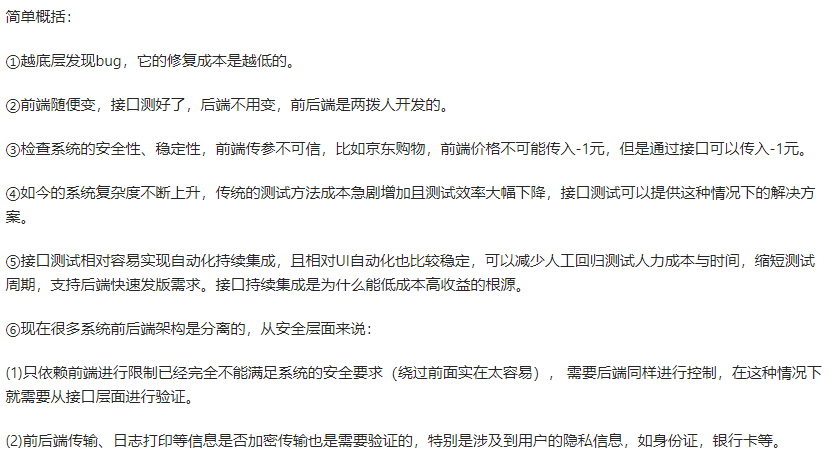 简单概括：
①越底层发现bug，它的修复成本是越低的。
②前端随便变，接口测好了，后端不用变，前后端是两拨人开发的。
③检查系统的安全性、稳定性，前端传参不可信，比如京东购物，前端价格不可能传入-1元，但是通过接口可以传入-1元。
④如今的系统复杂度不断上升，传统的测试方法成本急剧增加且测试效率大幅下降，接口测试可以提供这种情况下的解决方
案。
⑤接口测试相对容易实现自动化持续集成，且相对UI自动化也比较稳定，可以减少人工回归测试人力成本与时间，缩短测试
周期，支持后端快速发版需求。接口持续集成是为什么能低成本高收益的根源。
⑥现在很多系统前后端架构是分离的，从安全层面来说：
(1)只依赖前端进行限制已经完全不能满足系统的安全要求（绕过前面实在太容易）， 需要后端同样进行控制，在这种情况下
就需要从接口层面进行验证。
(2)前后端传输、日志打印等信息是否加密传输也是需要验证的，特别是涉及到用户的隐私信息，如身份证，银行卡等。